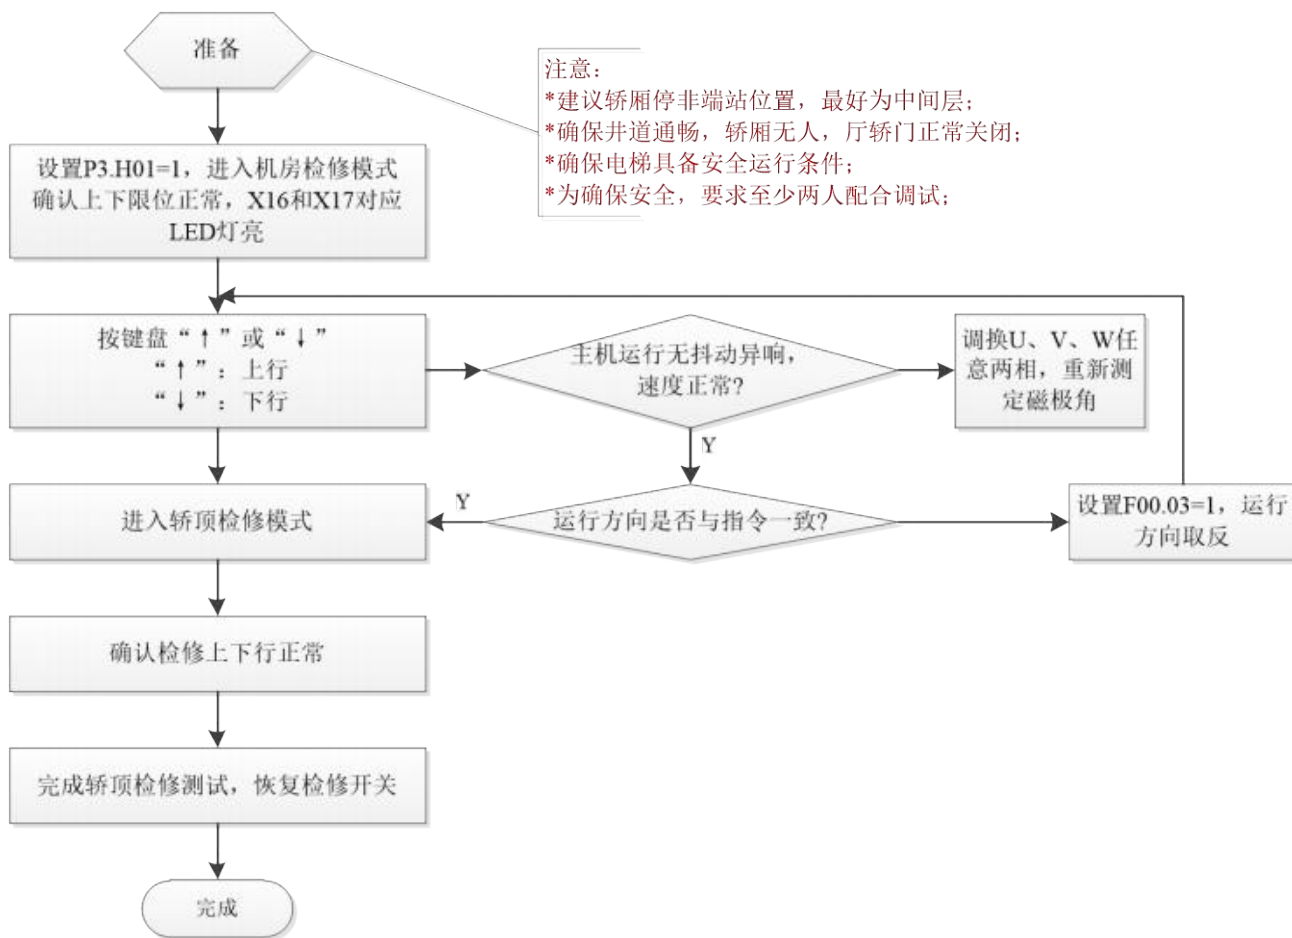 准备
注意：
*建议轿厢停非端站位置，最好为中间层；
*确保井道通畅，轿厢无人，厅轿门正常关闭；
*确保电梯具备安全运行条件；
*为确保安全，要求至少两人配合调试；
设置P3.H01=1，进入机房检修模式
确认上下限位正常，X16和X17对应
LED灯亮
按键盘“↑”或“↓”
“↑”：上行
“↓”：下行
主机运行无抖动异响，
速度正常?
调换U、V、W任
意两相，重新测
定磁极角
Y
进入轿顶检修模式
Y
运行方向是否与指令一致?
设置F00.03=1，运行
方向取反
确认检修上下行正常
完成轿顶检修测试，恢复检修开关
完成